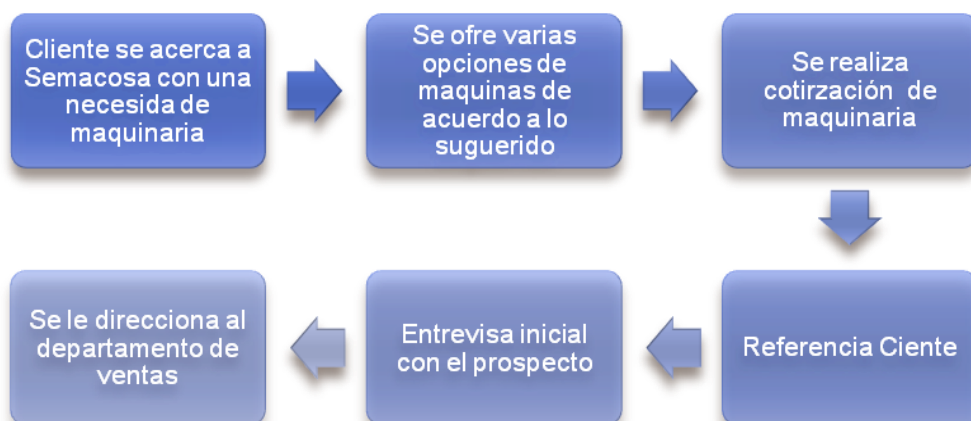 Cliente se acerca a
Semacosa con una
necesida de
maquinaria
Se ofre varias
opciones de
maquinas de
acuerdo a lo
suguerido
Se realiza
cotirzación de
maquinaria
Referencia Ciente
Entrevisa inicial
con el prospecto
Se le direcciona al
departamento de
ventas